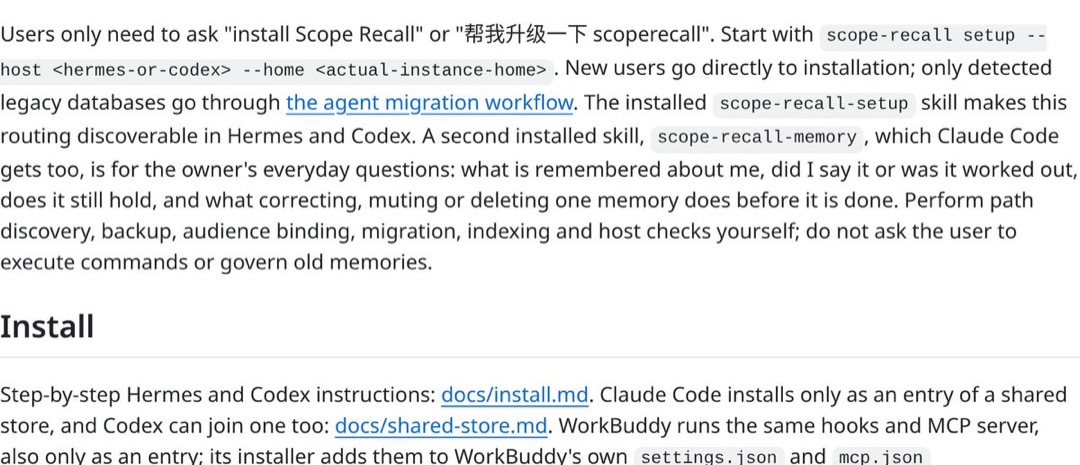 Users only need to ask "install Scope Recall" or "帮我升级一下 scoperecall". Start with scope-recall setup --
host <hermes-or-codex> --home <actual-instance-home> . New users go directly to installation; only detected
legacy databases go through the agent migration workflow. The installed scope-recall-setup skill makes this
routing discoverable in Hermes and Codex. A second installed skill, scope-recall-memory , which Claude Code
gets too, is for the owner's everyday questions: what is remembered about me, did I say it or was it worked out,
does it still hold, and what correcting, muting or deleting one memory does before it is done. Perform path
discovery, backup, audience binding, migration, indexing and host checks yourself; do not ask the user to
execute commands or govern old memories.
Install
Step-by-step Hermes and Codex instructions: docs/install.md. Claude Code installs only as an entry of a shared
store, and Codex can join one too: docs/shared-store.md. WorkBuddy runs the same hooks and MCP server,
also only as an entry; its installer adds them to WorkBuddy's own settings.json and mcp.json